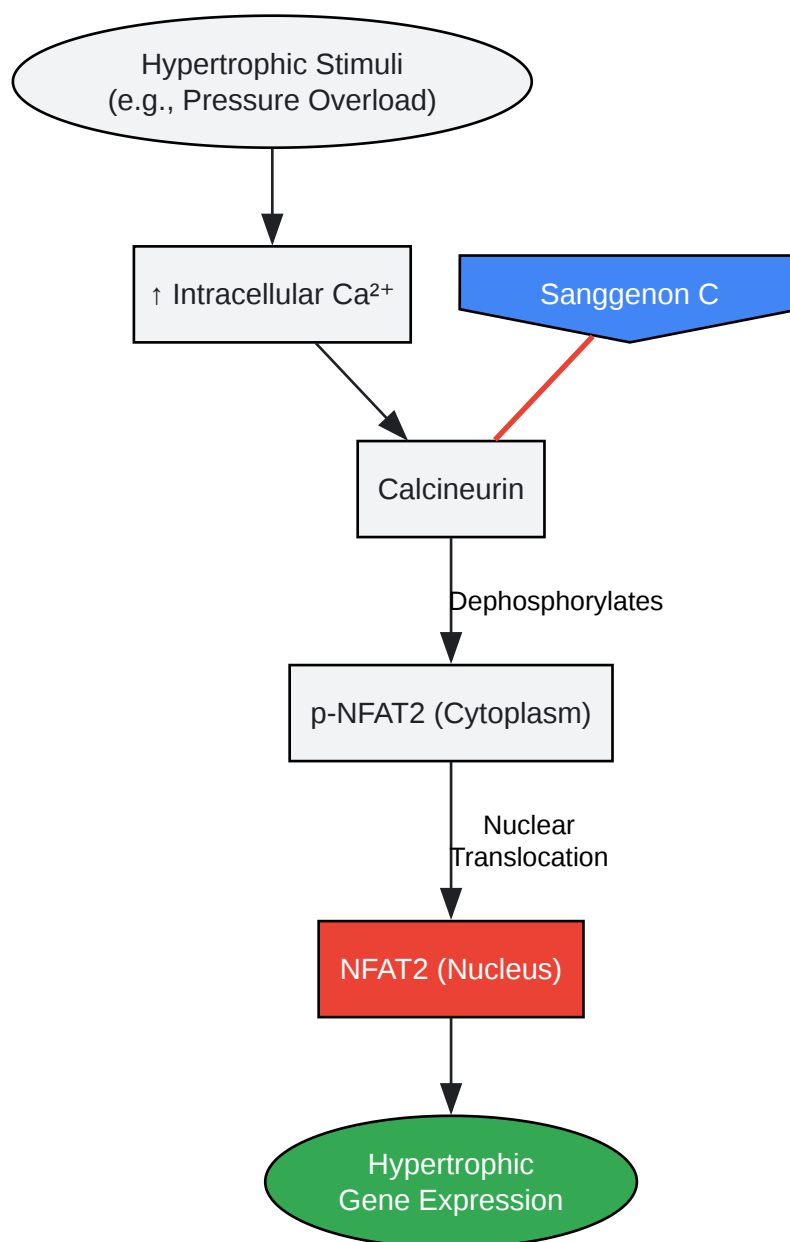 Hypertrophic Stimuli
(e.g., Pressure Overload)
↑ Intracellular Ca²⁺
Sanggenon C
Calcineurin
Dephosphorylates
p-NFAT2 (Cytoplasm)
Nuclear
Translocation
NFAT2 (Nucleus)
Hypertrophic
Gene Expression